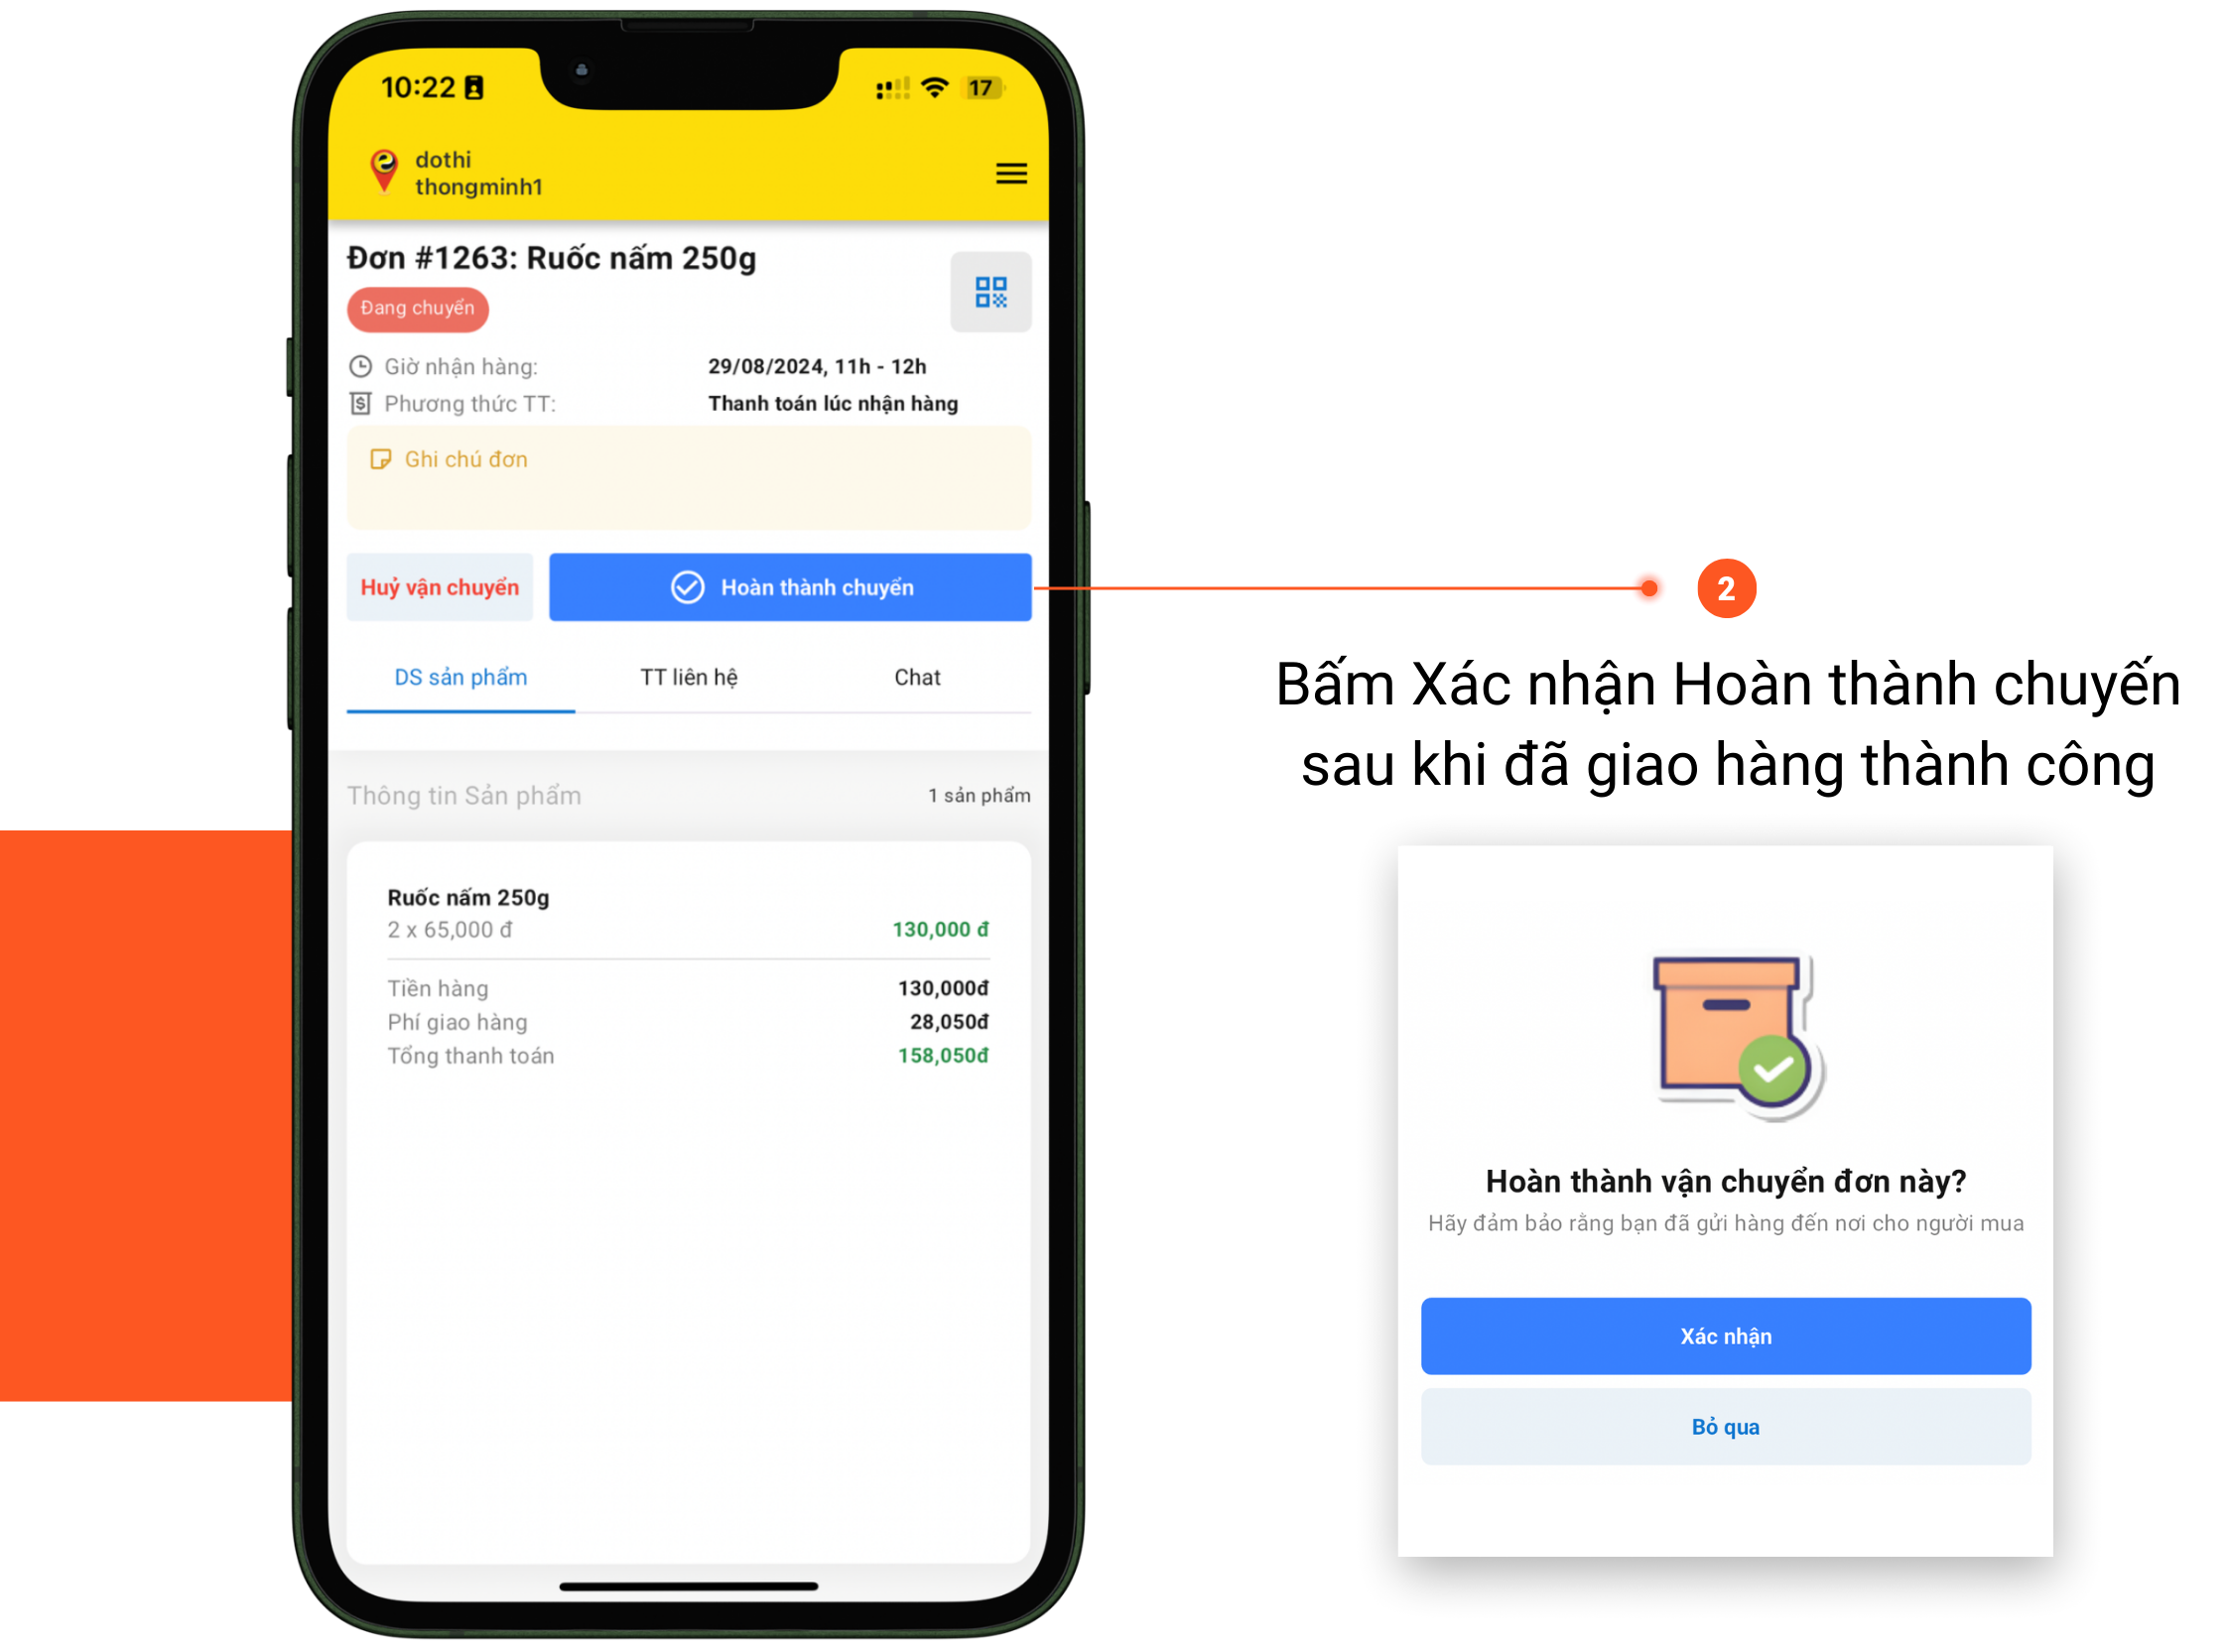 10:22
17
dothi
thongminh1
Đơn #1263: Ruốc nấm 250g
Đang chuyển
Giờ nhận hàng: 29/08/2024, 11h - 12h
Phương thức TT: Thanh toán lúc nhận hàng
Ghi chú đơn
Huỷ vận chuyển
Hoàn thành chuyến
DS sản phẩm
TT liên hệ
Chat
Thông tin Sản phẩm 1 sản phẩm
Ruốc nấm 250g
2 x 65,000 đ 130,000 đ
Tiền hàng 130,000đ
Phí giao hàng 28,050đ
Tổng thanh toán 158,050đ
2
Bấm Xác nhận Hoàn thành chuyến
sau khi đã giao hàng thành công
Hoàn thành vận chuyển đơn này?
Hãy đảm bảo rằng bạn đã gửi hàng đến nơi cho người mua
Xác nhận
Bỏ qua